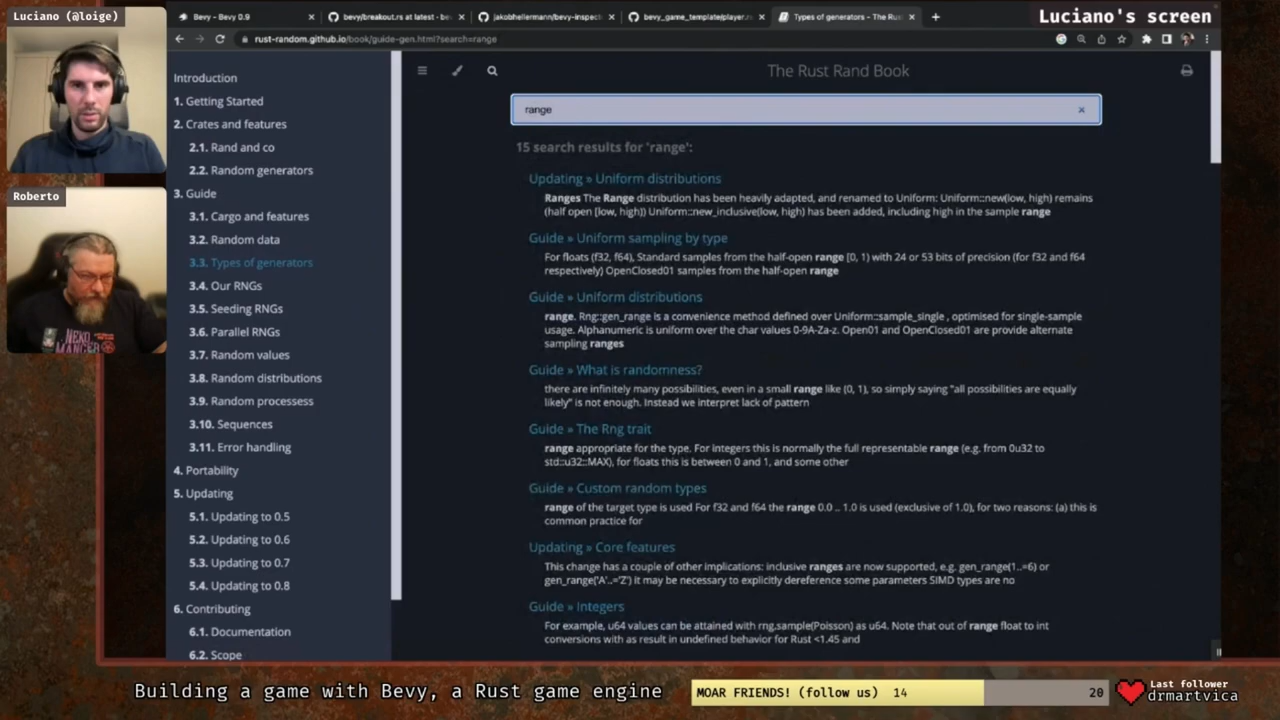 Luciano (@loige)
Roberto
Bevy - Bevy 0.9
bevy/breakout.rs at latest · be
jakobhellermann/bevy-inspect
bevy_game_template/player.r
Types of generators - The Rus
Luciano's screen
rust-random.github.io/book/guide-gen.html?search=range
Introduction
1. Getting Started
2. Crates and features
2.1. Rand and co
2.2. Random generators
3. Guide
3.1. Cargo and features
3.2. Random data
3.3. Types of generators
3.4. Our RNGs
3.5. Seeding RNGs
3.6. Parallel RNGs
3.7. Random values
3.8. Random distributions
3.9. Random processess
3.10. Sequences
3.11. Error handling
4. Portability
5. Updating
5.1. Updating to 0.5
5.2. Updating to 0.6
5.3. Updating to 0.7
5.4. Updating to 0.8
6. Contributing
6.1. Documentation
6.2. Scope
The Rust Rand Book
range
15 search results for 'range':
Updating » Uniform distributions
Ranges The Range distribution has been heavily adapted, and renamed to Uniform: Uniform::new(low, high) remains
(half open [low, high)) Uniform::new_inclusive(low, high) has been added, including high in the sample range
Guide » Uniform sampling by type
For floats (f32, f64), Standard samples from the half-open range [0, 1) with 24 or 53 bits of precision (for f32 and f64
respectively) OpenClosed01 samples from the half-open range
Guide » Uniform distributions
range. Rng::gen_range is a convenience method defined over Uniform::sample_single , optimised for single-sample
usage. Alphanumeric is uniform over the char values 0-9A-Za-z. Open01 and OpenClosed01 are provide alternate
sampling ranges
Guide » What is randomness?
there are infinitely many possibilities, even in a small range like (0, 1), so simply saying "all possibilities are equally
likely" is not enough. Instead we interpret lack of pattern
Guide » The Rng trait
range appropriate for the type. For integers this is normally the full representable range (e.g. from 0u32 to
std::u32::MAX), for floats this is between 0 and 1, and some other
Guide » Custom random types
range of the target type is used For f32 and f64 the range 0.0 .. 1.0 is used (exclusive of 1.0), for two reasons: (a) this is
common practice for
Updating » Core features
This change has a couple of other implications: inclusive ranges are now supported, e.g. gen_range(1..=6) or
gen_range('A'..='Z') it may be necessary to explicitly dereference some parameters SIMD types are no
Guide » Integers
For example, u64 values can be attained with rng.sample(Poisson) as u64. Note that out of range float to int
conversions with as result in undefined behavior for Rust <1.45 and
Building a game with Bevy, a Rust game engine
MOAR FRIENDS! (follow us) 14
20
Last follower
drmartvica